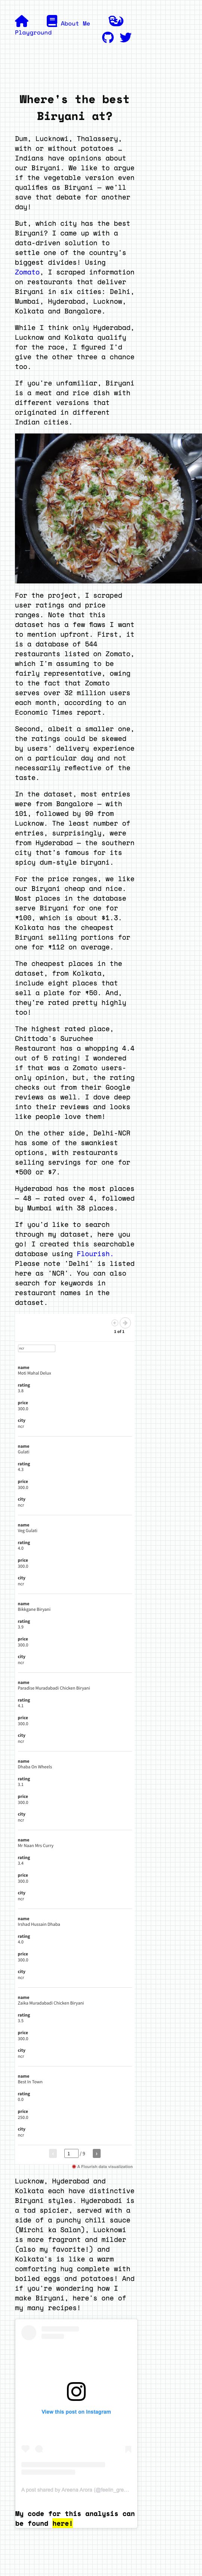 About Me
Playground
Where's the best
Biryani at?
Dum, Lucknowi, Thalassery,
with or without potatoes …
Indians have opinions about
our Biryani. We like to argue
if the vegetable version even
qualifies as Biryani — we'll
save that debate for another
day!
But, which city has the best
Biryani? I came up with a
data-driven solution to
settle one of the country's
biggest divides! Using
Zomato, I scraped information
on restaurants that deliver
Biryani in six cities: Delhi,
Mumbai, Hyderabad, Lucknow,
Kolkata and Bangalore.
While I think only Hyderabad,
Lucknow and Kolkata qualify
for the race, I figured I'd
give the other three a chance
too.
If you're unfamiliar, Biryani
is a meat and rice dish with
different versions that
originated in different
Indian cities.
For the project, I scraped
user ratings and price
ranges. Note that this
dataset has a few flaws I want
to mention upfront. First, it
is a database of 544
restaurants listed on Zomato,
which I'm assuming to be
fairly representative, owing
to the fact that Zomato
serves over 32 million users
each month, according to an
Economic Times report.
Second, albeit a smaller one,
the ratings could be skewed
by users' delivery experience
on a particular day and not
necessarily reflective of the
taste.
In the dataset, most entries
were from Bangalore — with
101, followed by 99 from
Lucknow. The least number of
entries, surprisingly, were
from Hyderabad — the southern
city that's famous for its
spicy dum-style biryani.
For the price ranges, we like
our Biryani cheap and nice.
Most places in the database
serve Biryani for one for
₹100, which is about $1.3.
Kolkata has the cheapest
Biryani selling portions for
one for ₹112 on average.
The cheapest places in the
dataset, from Kolkata,
include eight places that
sell a plate for ₹50. And,
they're rated pretty highly
too!
The highest rated place,
Chittoda's Suruchee
Restaurant has a whopping 4.4
out of 5 rating! I wondered
if that was a Zomato users-
only opinion, but, the rating
checks out from their Google
reviews as well. I dove deep
into their reviews and looks
like people love them!
On the other side, Delhi-NCR
has some of the swankiest
options, with restaurants
selling servings for one for
₹500 or $7.
Hyderabad has the most places
— 48 — rated over 4, followed
by Mumbai with 38 places.
If you'd like to search
through my dataset, here you
go! I created this searchable
database using Flourish.
Please note 'Delhi' is listed
here as 'NCR'. You can also
search for keywords in
restaurant names in the
dataset.
1 of 1
ncr
name
Moti Mahal Delux
rating
3.8
price
300.0
city
ncr
name
Gulati
rating
4.3
price
300.0
city
ncr
name
Veg Gulati
rating
4.0
price
300.0
city
ncr
name
Bikkgane Biryani
rating
3.9
price
300.0
city
ncr
name
Paradise Muradabadi Chicken Biryani
rating
4.1
price
300.0
city
ncr
name
Dhaba On Wheels
rating
3.1
price
300.0
city
ncr
name
Mr Raan Mrs Curry
rating
3.4
price
300.0
city
ncr
name
Irshad Hussain Dhaba
rating
4.0
price
300.0
city
ncr
name
Zaika Muradabadi Chicken Biryani
rating
3.5
price
300.0
city
ncr
name
Best In Town
rating
0.0
price
250.0
city
ncr
1 / 9
A Flourish data visualization
Lucknow, Hyderabad and
Kolkata each have distinctive
Biryani styles. Hyderabadi is
a tad spicier, served with a
side of a punchy chili sauce
(Mirchi ka Salan), Lucknowi
is more fragrant and milder
(also my favorite!) and
Kolkata's is like a warm
comforting hug complete with
boiled eggs and potatoes! And
if you're wondering how I
make Biryani, here's one of
my many recipes!
View this post on Instagram
A post shared by Aneena Arora
My code for this analysis can
be found here!